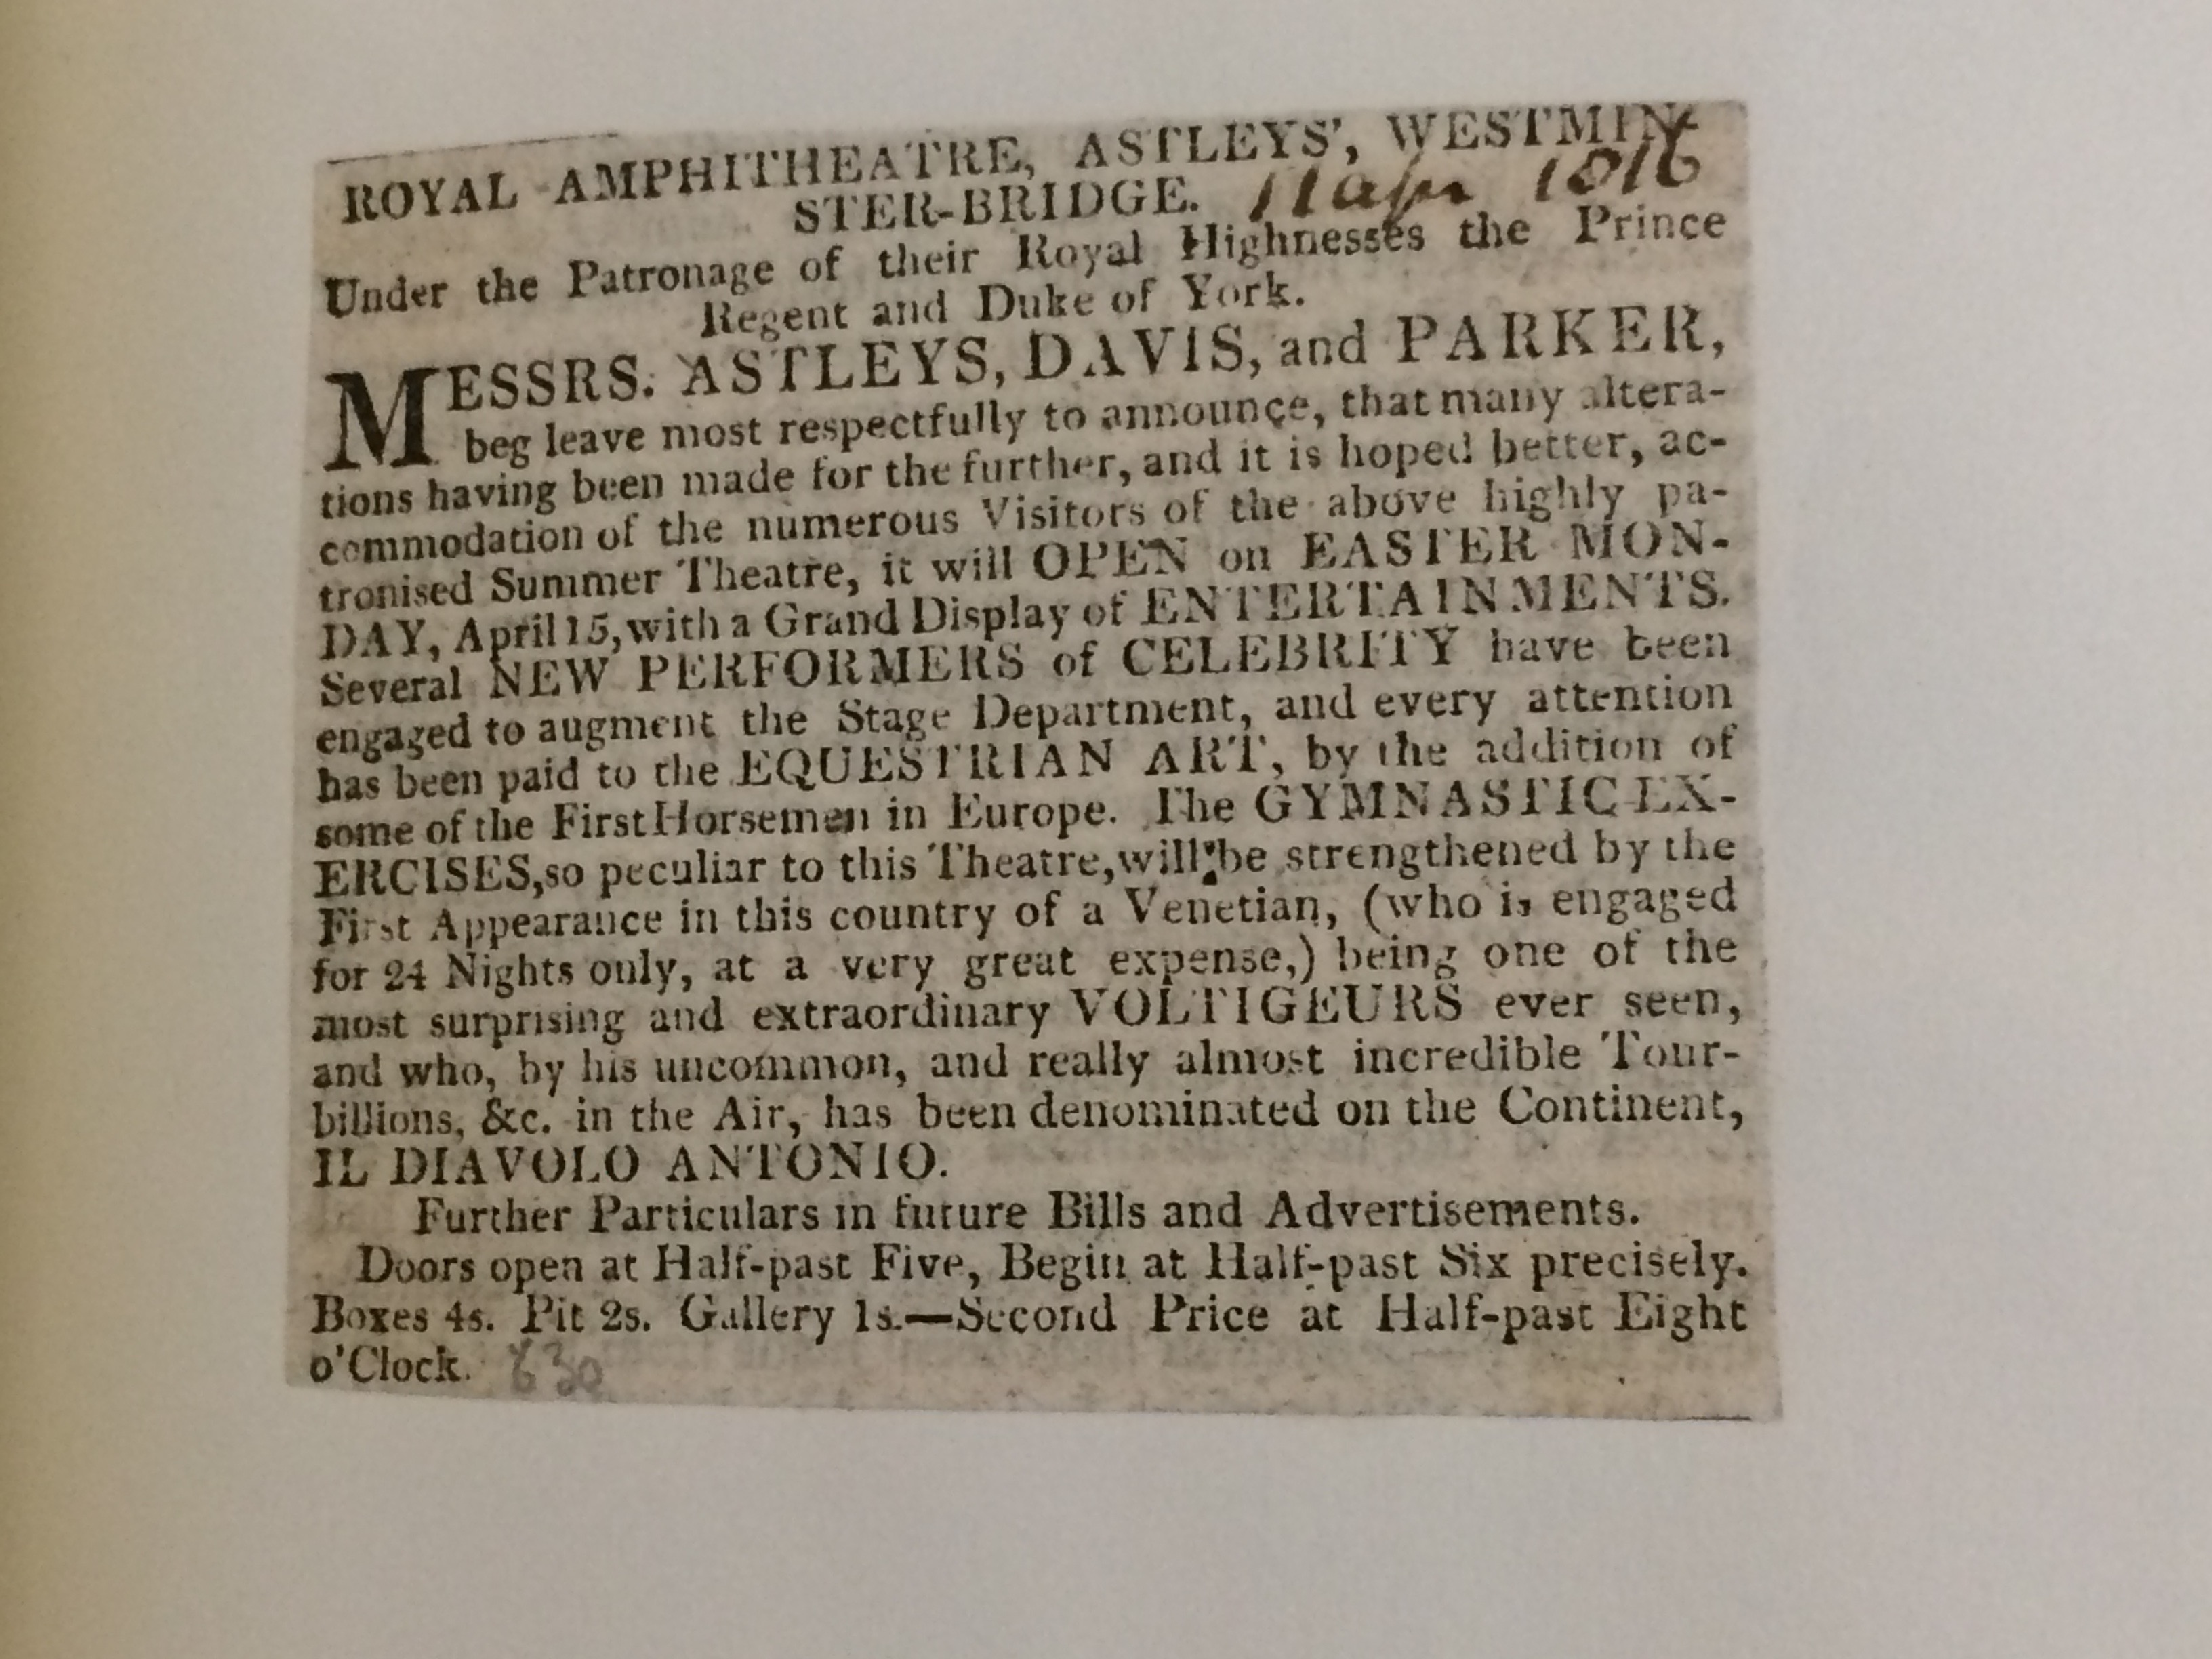 ROYAL AMPHITHEATRE, ASTLEYS', WESTMIN-
STER-BRIDGE. 11 apr 1816
Under the Patronage of their Royal Highnesses the Prince
Regent and Duke of York.
MESSRS. ASTLEYS, DAVIS, and PARKER,
beg leave most respectfully to announce, that many altera-
tions having been made for the further, and it is hoped better, ac-
commodation of the numerous Visitors of the above highly pa-
tronised Summer Theatre, it will OPEN on EASTER MON-
DAY, April 15, with a Grand Display of ENTERTAINMENTS.
Several NEW PERFORMERS of CELEBRITY have been
engaged to augment the Stage Department, and every attention
has been paid to the EQUESTRIAN ART, by the addition of
some of the First Horsemen in Europe. The GYMNASTIC EX-
ERCISES, so peculiar to this Theatre, will be strengthened by the
First Appearance in this country of a Venetian, (who is engaged
for 24 Nights only, at a very great expense,) being one of the
most surprising and extraordinary VOLTIGEURS ever seen,
and who, by his uncommon, and really almost incredible Tour-
billions, &c. in the Air, has been denominated on the Continent,
IL DIAVOLO ANTONIO.
Further Particulars in future Bills and Advertisements.
Doors open at Half-past Five, Begin at Half-past Six precisely.
Boxes 4s. Pit 2s. Gallery 1s.—Second Price at Half-past Eight
o'Clock.